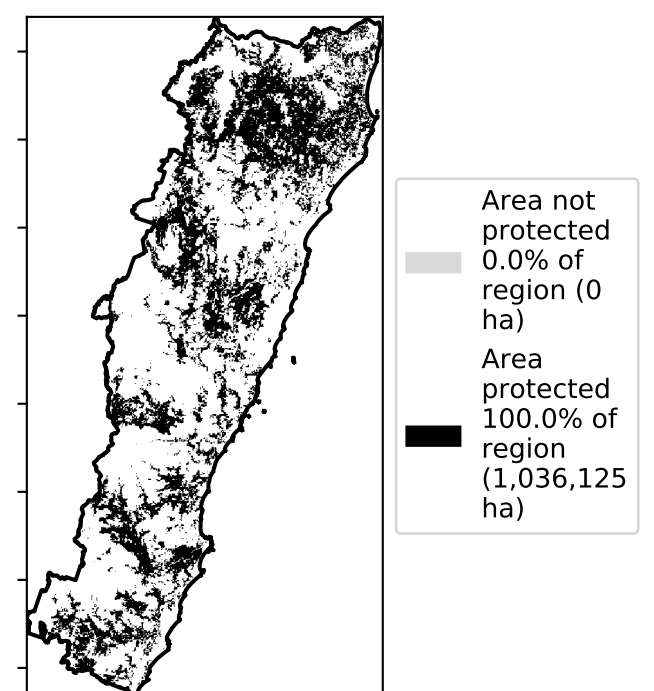 Area not
protected
0.0% of
region (0
ha)
Area
protected
100.0% of
region
(1,036,125
ha)